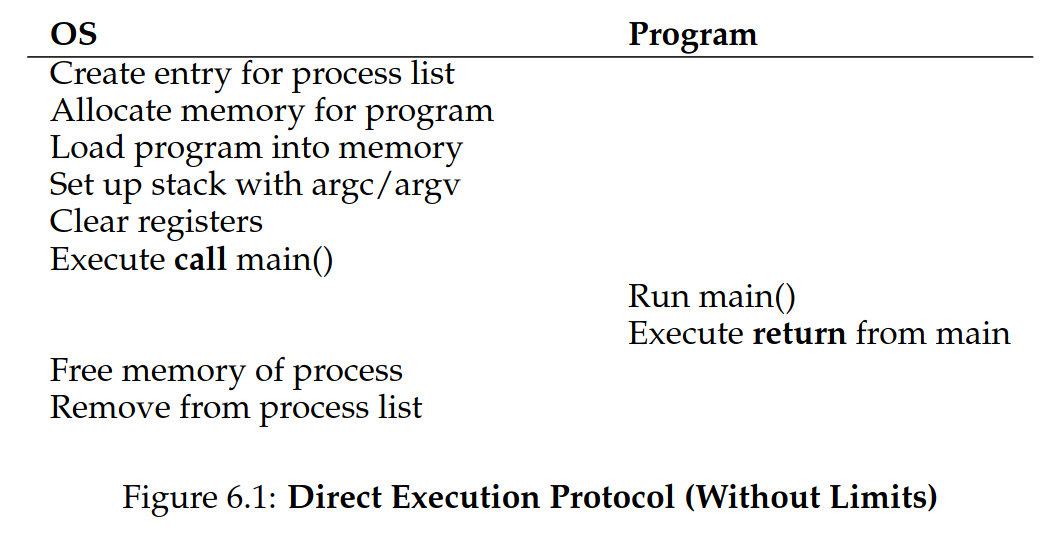 OS Program
Create entry for process list
Allocate memory for program
Load program into memory
Set up stack with argc/argv
Clear registers
Execute call main()
Run main()
Execute return from main
Free memory of process
Remove from process list
Figure 6.1: Direct Execution Protocol (Without Limits)